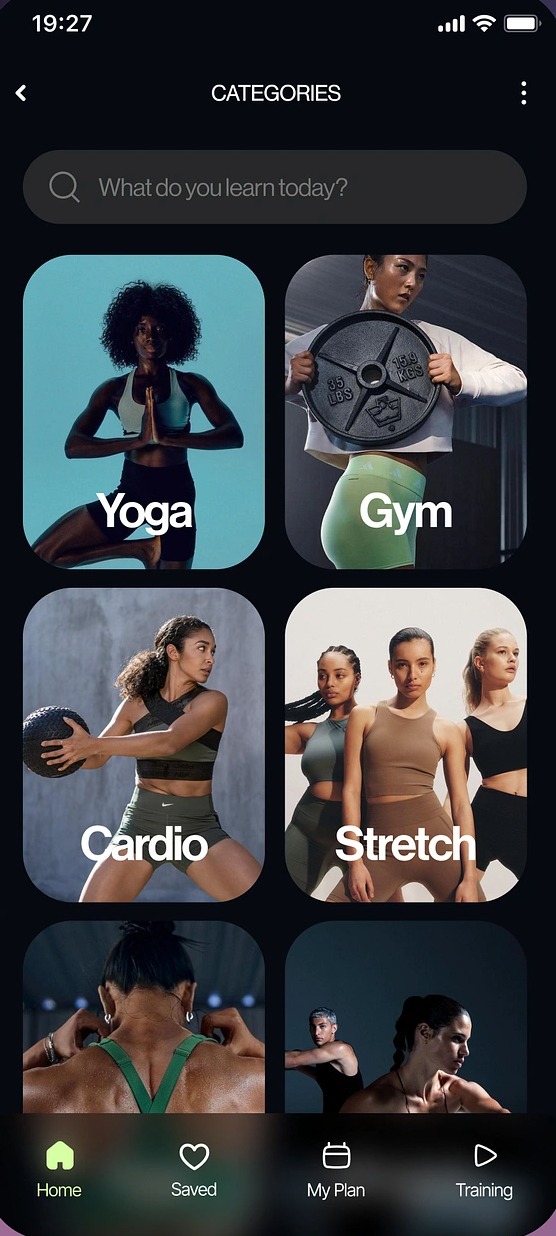 19:27
CATEGORIES
What do you learn today?
35
LBS
15.9
KGS
Yoga
Gym
Cardio
Stretch
Home
Saved
My Plan
Training